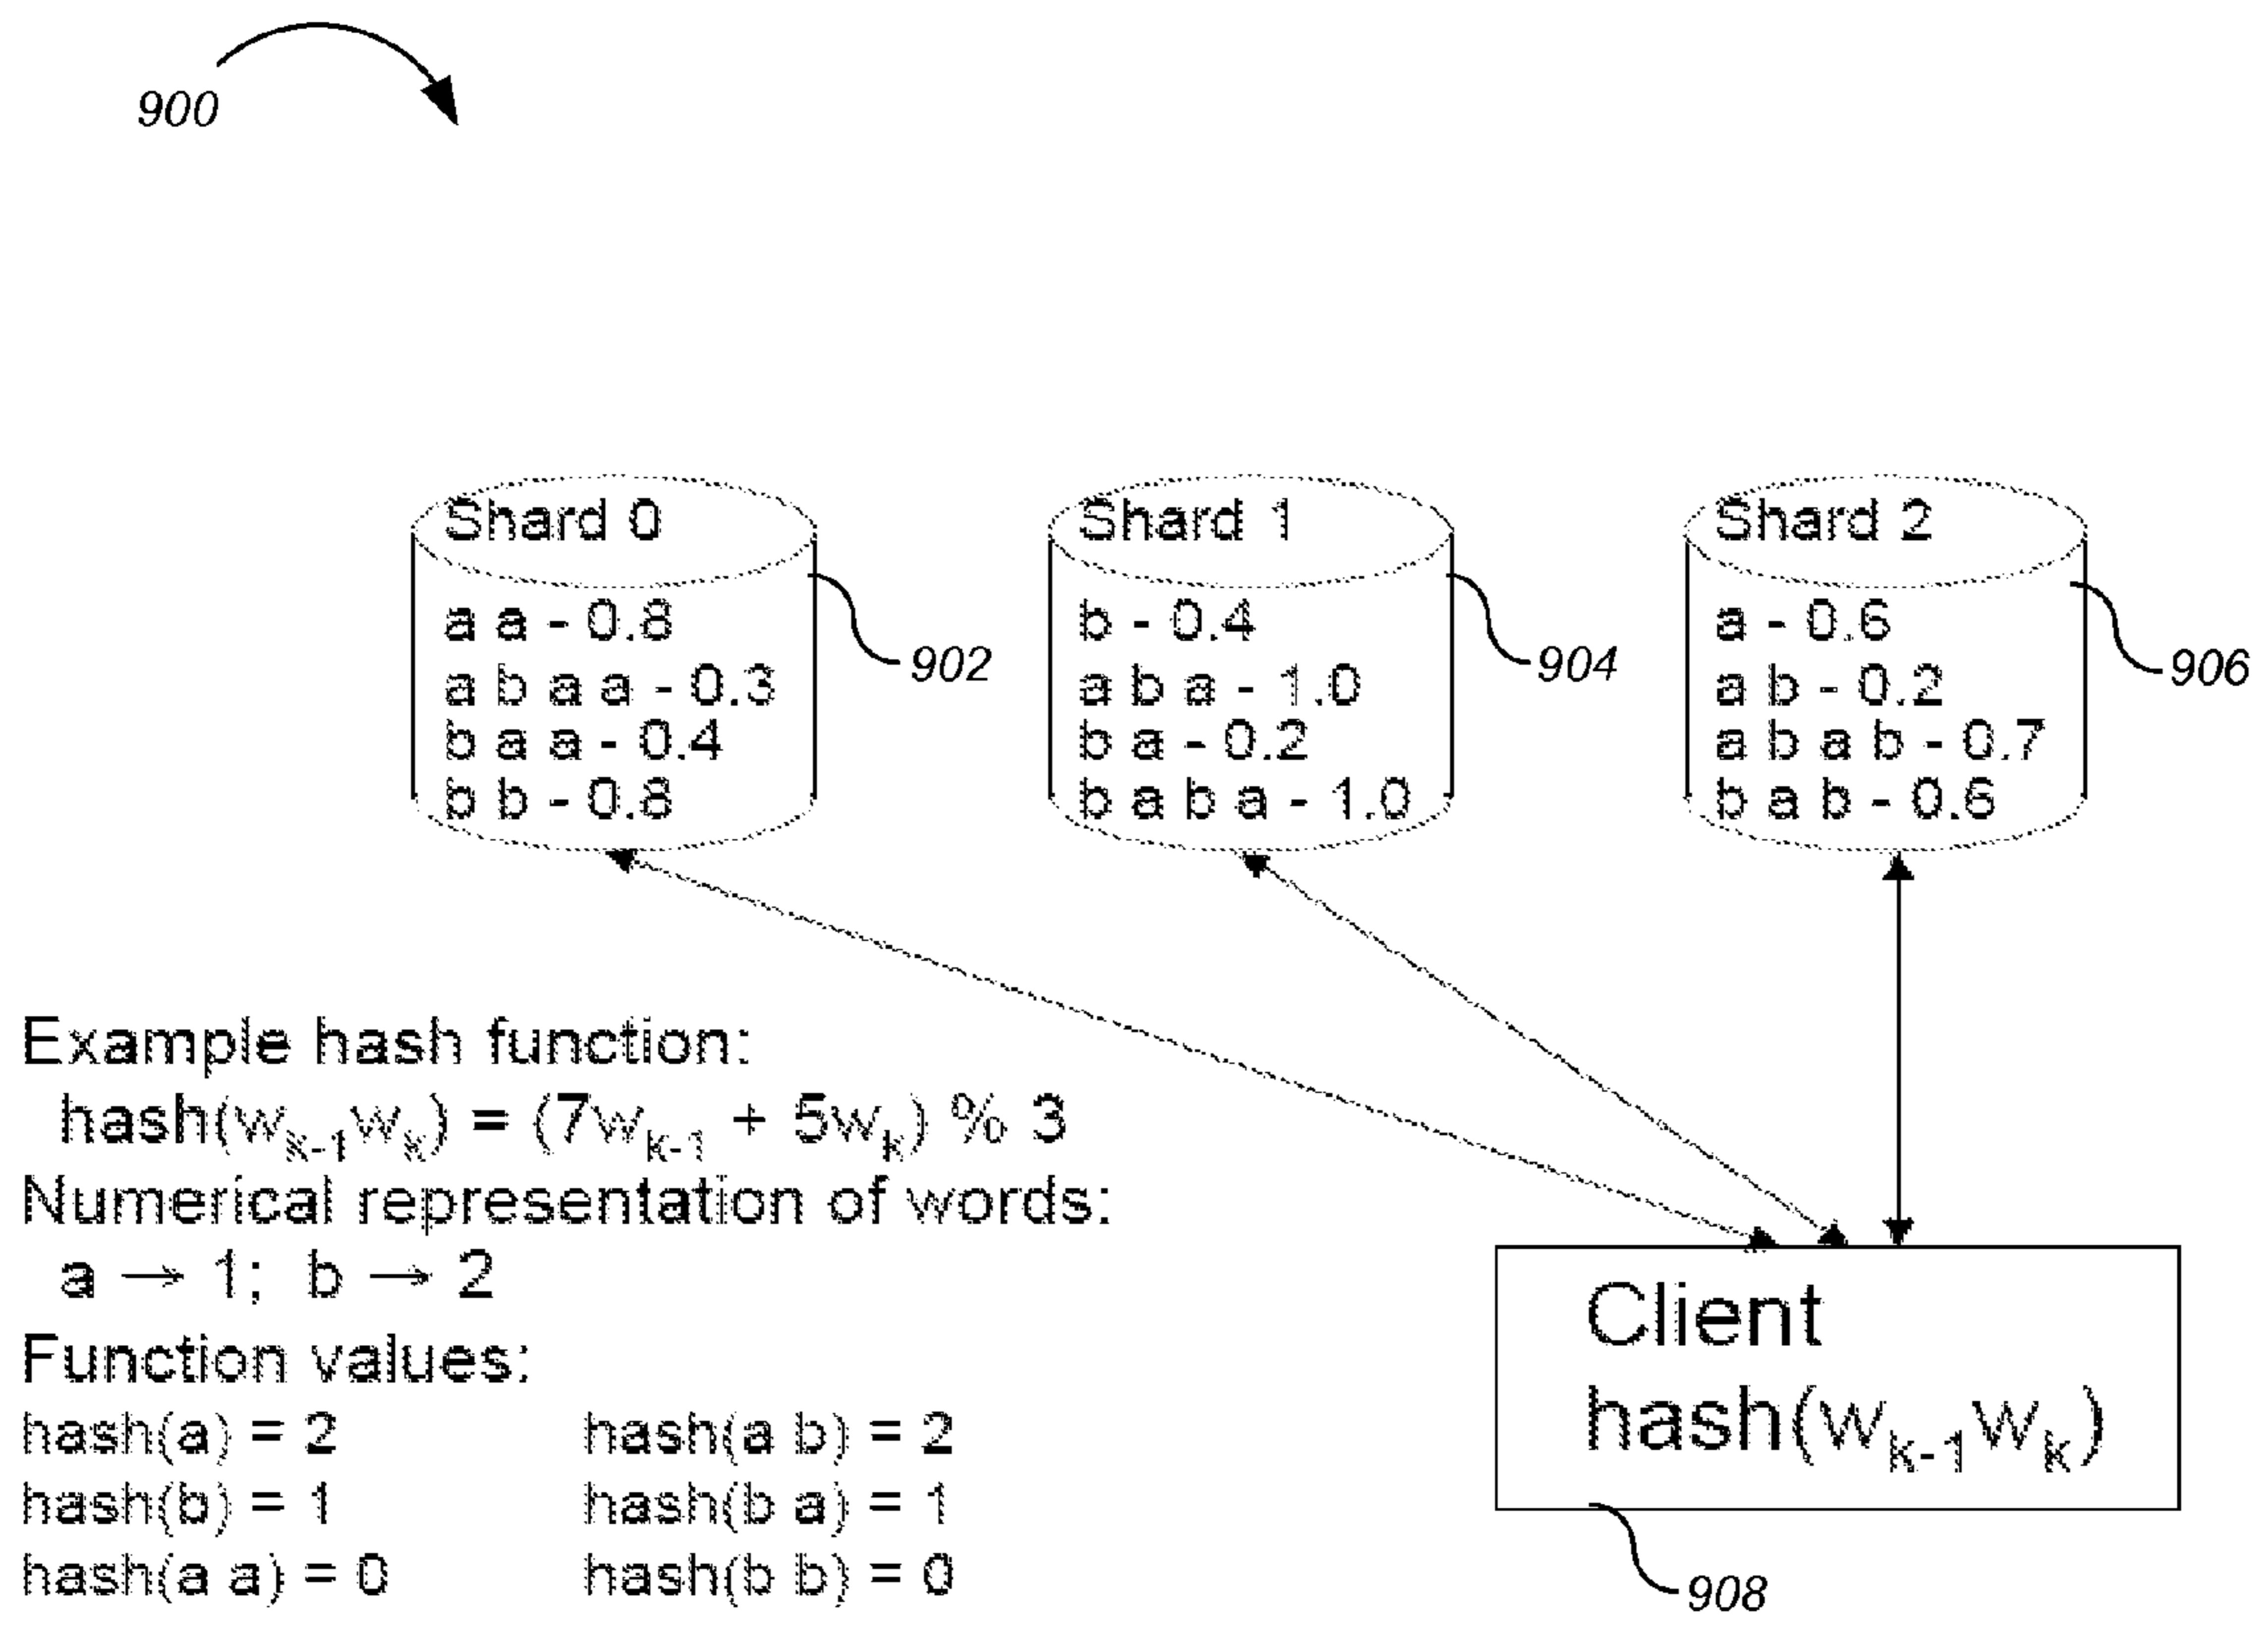 900
Shard 0
a a - 0.8
a b a a - 0.3
b a a - 0.4
b b - 0.8
902
Shard 1
b - 0.4
a b a - 1.0
b a - 0.2
b a b a - 1.0
904
Shard 2
a - 0.6
a b - 0.2
a b a b - 0.7
b a b - 0.6
906
Example hash function:
hash(wₖ₋₁wₖ) = (7wₖ₋₁ + 5wₖ) % 3
Numerical representation of words:
a → 1; b → 2
Function values:
hash(a) = 2 hash(a b) = 2
hash(b) = 1 hash(b a) = 1
hash(a a) = 0 hash(b b) = 0
Client
hash(wₖ₋₁wₖ)
908